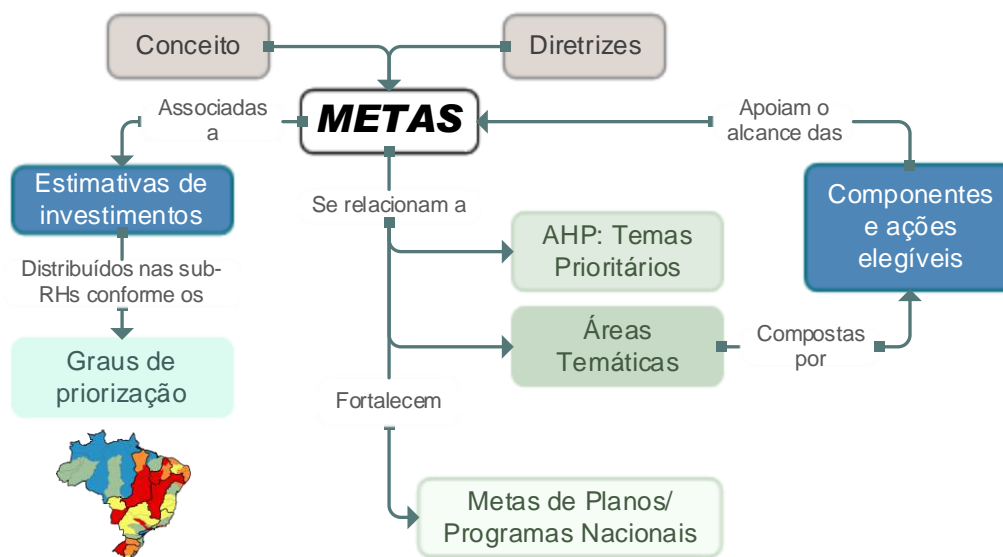 Conceito
Diretrizes
METAS
Associadas
a
Apoiam o
alcance das
Estimativas de
investimentos
Componentes
e ações
elegíveis
Se relacionam a
AHP: Temas
Prioritários
Distribuídos nas sub-
RHs conforme os
Áreas
Temáticas
Compostas
por
Graus de
priorização
Fortalecem
Metas de Planos/
Programas Nacionais